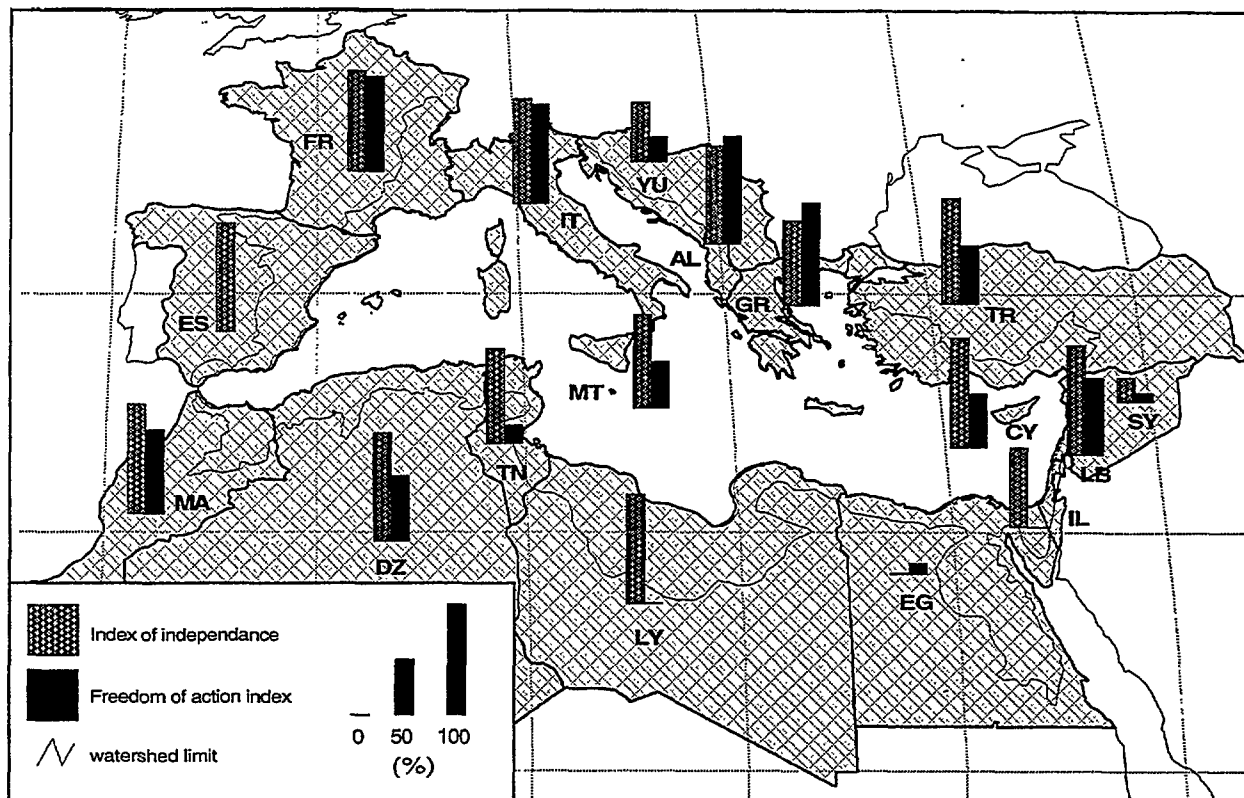 FR
YU
IT
AL
ES
GR
TR
MT
CY
SY
MA
TN
LB
IL
DZ
EG
LY
Index of independance
Freedom of action index
watershed limit
0 50 100
(%)